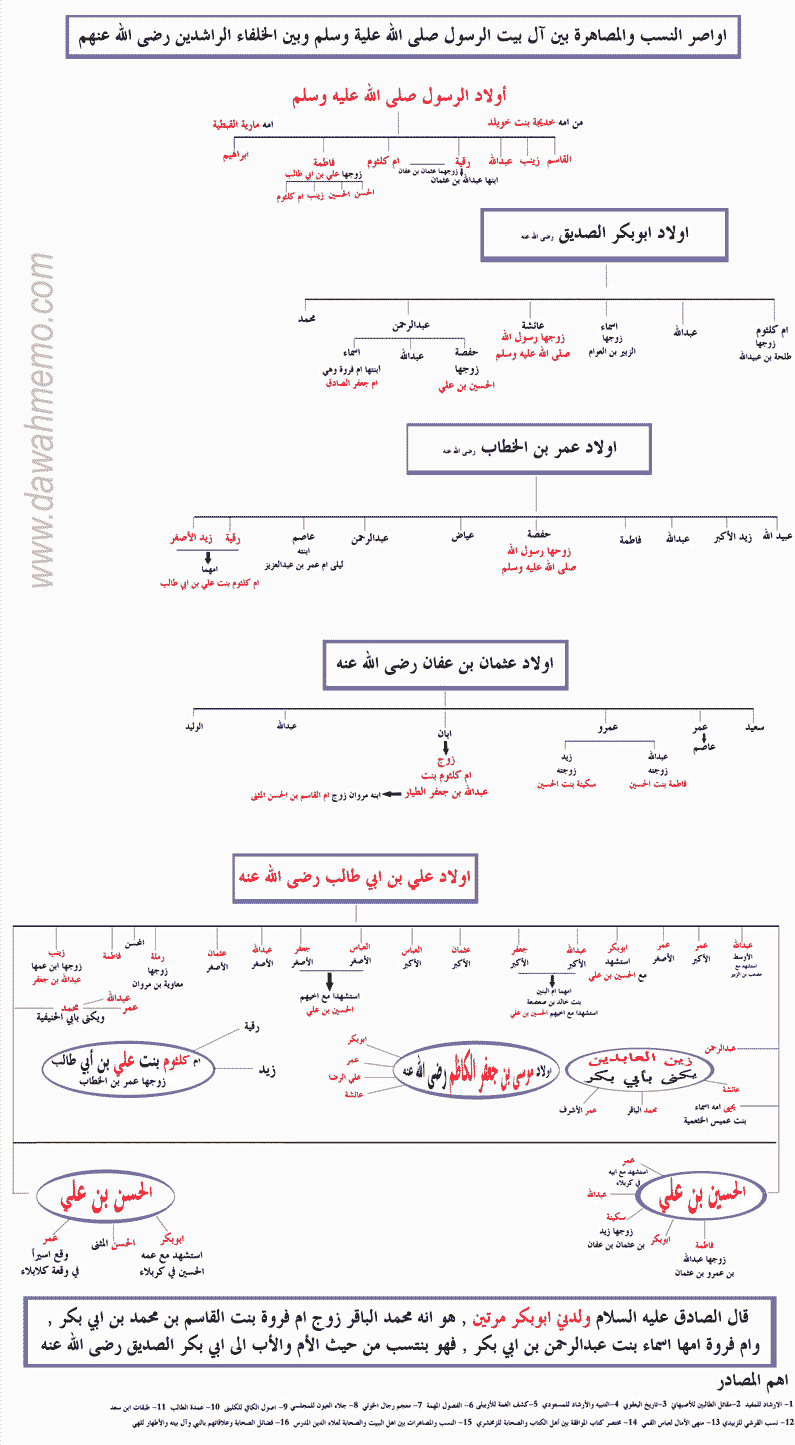 اواصر النسب والمصاهرة بين آل بيت الرسول صلى الله علية وسلم وبين الخلفاء الراشدين رضى الله عنهم
أولاد الرسول صلى الله عليه وسلم
من امه خديجة بنت خويلد
امه مارية القبطية
القاسم زينب عبدالله رقية ام كلثوم فاطمة ابراهيم
زوجهما عثمان بن عفان
ابنها عبدالله بن عثمان
زوجها علي بن ابي طالب
الحسن الحسين زينب ام كلثوم
اولاد ابوبكر الصديق رضى الله عنه
ام كلثوم
زوجها
طلحة بن عبيدالله
عبدالله
اسماء
زوجها
الزبير بن العوام
عائشة
زوجها رسول الله
صلى الله عليه وسلم
عبدالرحمن
محمد
حفصة
زوجها
الحسين بن علي
عبدالله
اسماء
ابنتها ام فروة وهي
ام جعفر الصادق
www.dawahmemo.com
اولاد عمر بن الخطاب رضى الله عنه
عبيد الله
زيد الأكبر
عبدالله
فاطمة
حفصة
زوجها رسول الله
صلى الله عليه وسلم
عياض
عبدالرحمن
عاصم
ابنته
ليلى ام عمر بن عبدالعزيز
رقية
زيد الأصغر
امهما
ام كلثوم بنت علي بن ابي طالب
اولاد عثمان بن عفان رضى الله عنه
سعيد
عمر
عاصم
عمرو
عبدالله
زوجته
فاطمة بنت الحسين
زيد
زوجته
سكينة بنت الحسين
ابان
زوج
ام كلثوم بنت
عبدالله بن جعفر الطيار
ابنه مروان زوج ام القاسم بن الحسن المثنى
عبدالله
الوليد
اولاد علي بن ابي طالب رضى الله عنه
عبدالله
الأوسط
استشهد مع
مصعب بن الزبير
عمر
الأكبر
عمر
الأصغر
ابوبكر
استشهد
مع الحسين بن علي
عبدالله
الأكبر
جعفر
الأكبر
امهما ام البنين
بنت خالد بن صعصعة
استشهدا مع اخيهم الحسين بن علي
عثمان
الأكبر
العباس
الأكبر
العباس
الأصغر
جعفر
الأصغر
استشهدا مع اخيهم
الحسين بن علي
عبدالله
الأصغر
عثمان
الأصغر
رملة
زوجها
معاوية بن مروان
المحسن
فاطمة
زينب
زوجها ابن عمها
عبدالله بن جعفر
عبدالله
محمد
عمر
ويكنى بابي الحنيفية
رقية
ام كلثوم بنت علي بن أبي طالب
زوجها عمر بن الخطاب
زيد
ابوبكر
عمر
علي الرضا
عائشة
اولاد موسى بن جعفر الكاظم رضى الله عنه
زين العابدين
يكنى بابي بكر
عبدالرحمن
عائشة
محمد الباقر
عمر الأشرف
يحيى امه اسماء
بنت عميس الخثعمية
الحسين بن علي
عمر
استشهد مع ابيه
في كربلاء
عبدالله
سكينة
زوجها زيد
بن عثمان بن عفان
ابوبكر
فاطمة
زوجها عبدالله
بن عمرو بن عثمان
الحسن بن علي
ابوبكر
استشهد مع عمه
الحسين في كربلاء
الحسن المثنى
عمر
وقع اسيراً
في وقعة كلابلاء
قال الصادق عليه السلام ولدني ابوبكر مرتين , هو انه محمد الباقر زوج ام فروة بنت القاسم بن محمد بن ابي بكر ,
وام فروة امها اسماء بنت عبدالرحمن بن ابي بكر , فهو بنتسب من حيث الأم والأب الى ابي بكر الصديق رضى الله عنه
اهم المصادر
1- الارشاد للمفيد 2- مقاتل الطالبين للأصبهاني 3- تاريخ اليعقوبي 4- التنبيه والأرشاد للمسعودي 5- كشف الغمة للأربيلى 6- الفصول المهمة 7- معجم رجال الخوئي 8- جلاء العيون للمجلسي 9- اصول الكافي للكلينى 10- عمدة الطالب 11- طبقات ابن سعد
12- نسب القرشي للزبيدي 13- منهى الأمال لعباس القمي 14- مختصر كتاب الموافقة بين أهل الكتاب والصحابة للزمخشري 15- النسب والمصاهرات بين اهل البييت والصحابة لعلاء الدين المدرس 16- فضائل الصحابة وعلاقاتهم بالنبي وآل بيته والأطهار للهي